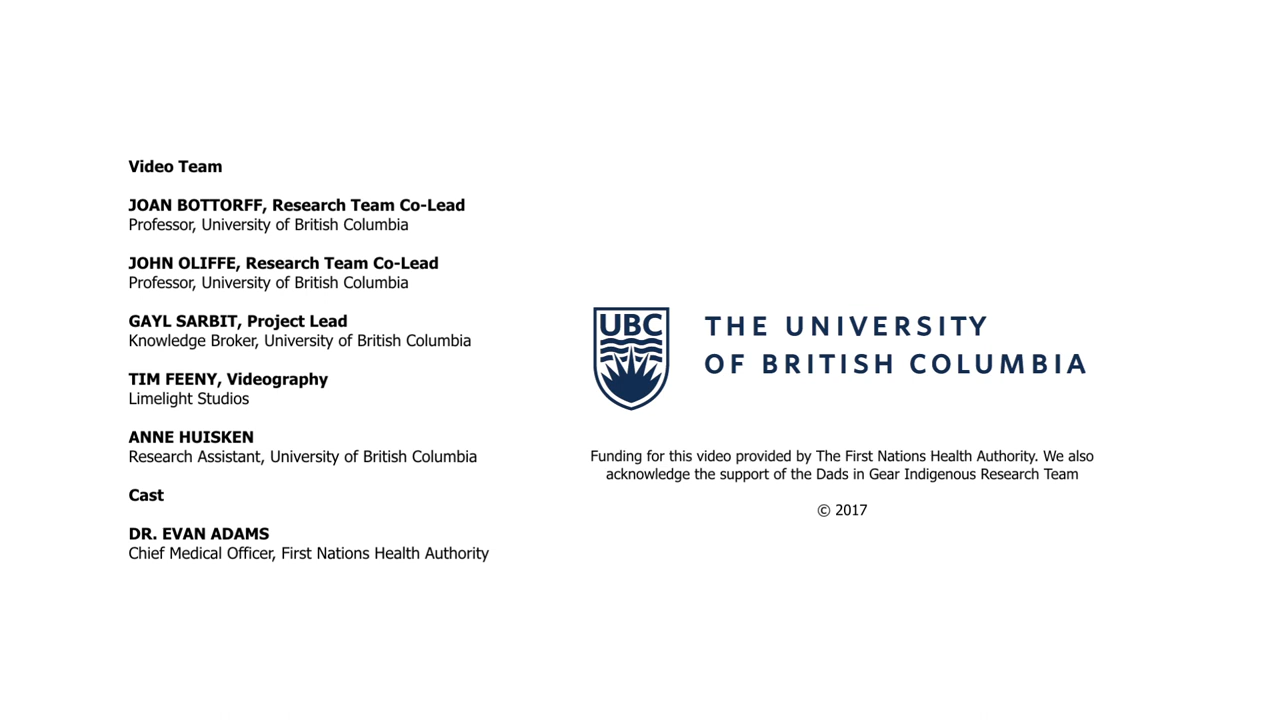 Video Team
JOAN BOTTORFF, Research Team Co-Lead
Professor, University of British Columbia
JOHN OLIFFE, Research Team Co-Lead
Professor, University of British Columbia
GAYL SARBIT, Project Lead
Knowledge Broker, University of British Columbia
TIM FEENY, Videography
Limelight Studios
ANNE HUISKEN
Research Assistant, University of British Columbia
Cast
DR. EVAN ADAMS
Chief Medical Officer, First Nations Health Authority
UBC
THE UNIVERSITY
OF BRITISH COLUMBIA
Funding for this video provided by The First Nations Health Authority. We also
acknowledge the support of the Dads in Gear Indigenous Research Team
© 2017